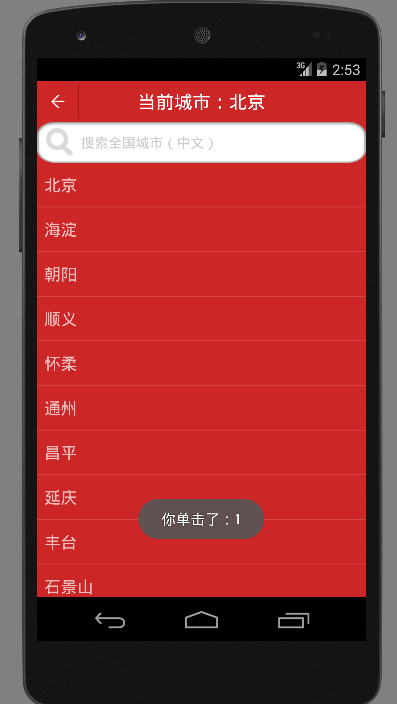 3G 2:53
当前城市：北京
搜索全国城市（中文）
北京
海淀
朝阳
顺义
怀柔
通州
昌平
延庆
你单击了：1
丰台
石景山